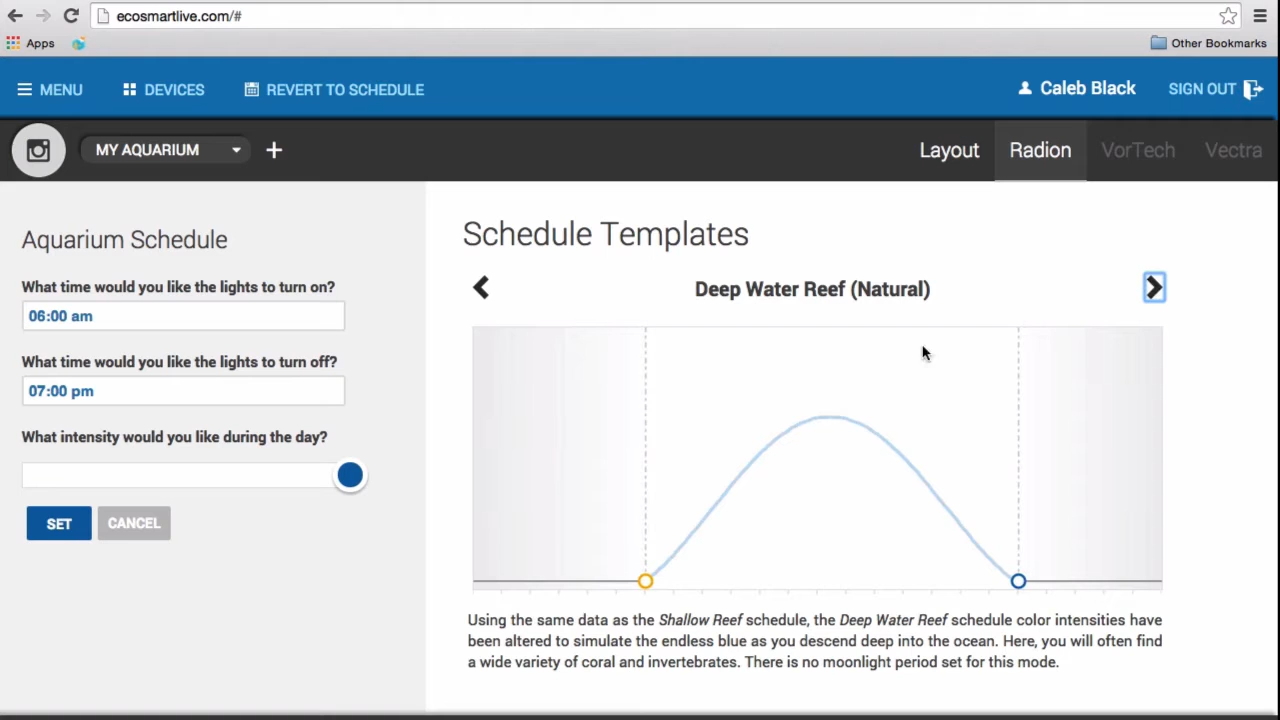 ecosmartlive.com/#
Apps
Other Bookmarks
MENU
DEVICES
REVERT TO SCHEDULE
Caleb Black
SIGN OUT
MY AQUARIUM
+
Layout
Radion
VorTech
Vectra
Aquarium Schedule
What time would you like the lights to turn on?
06:00 am
What time would you like the lights to turn off?
07:00 pm
What intensity would you like during the day?
SET
CANCEL
Schedule Templates
Deep Water Reef (Natural)
Using the same data as the Shallow Reef schedule, the Deep Water Reef schedule color intensities have
been altered to simulate the endless blue as you descend deep into the ocean. Here, you will often find
a wide variety of coral and invertebrates. There is no moonlight period set for this mode.